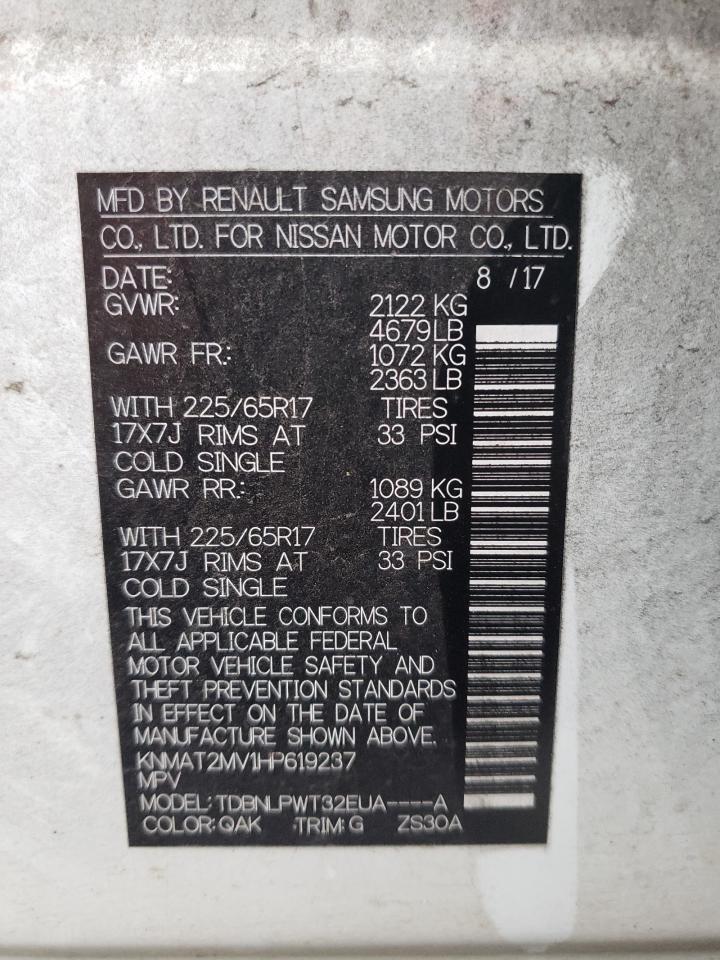 MFD BY RENAULT SAMSUNG MOTORS
CO., LTD. FOR NISSAN MOTOR CO., LTD.
DATE: 8 /17
GVWR: 2122 KG
4679 LB
GAWR FR.: 1072 KG
2363 LB
WITH 225/65R17 TIRES
17X7J RIMS AT 33 PSI
COLD SINGLE
GAWR RR.: 1089 KG
2401 LB
WITH 225/65R17 TIRES
17X7J RIMS AT 33 PSI
COLD SINGLE
THIS VEHICLE CONFORMS TO
ALL APPLICABLE FEDERAL
MOTOR VEHICLE SAFETY AND
THEFT PREVENTION STANDARDS
IN EFFECT ON THE DATE OF
MANUFACTURE SHOWN ABOVE.
KNMAT2MV1HP619237
MPV
MODEL: TDBNLPWT32EUA----A
COLOR: QAK TRIM: G ZS30A